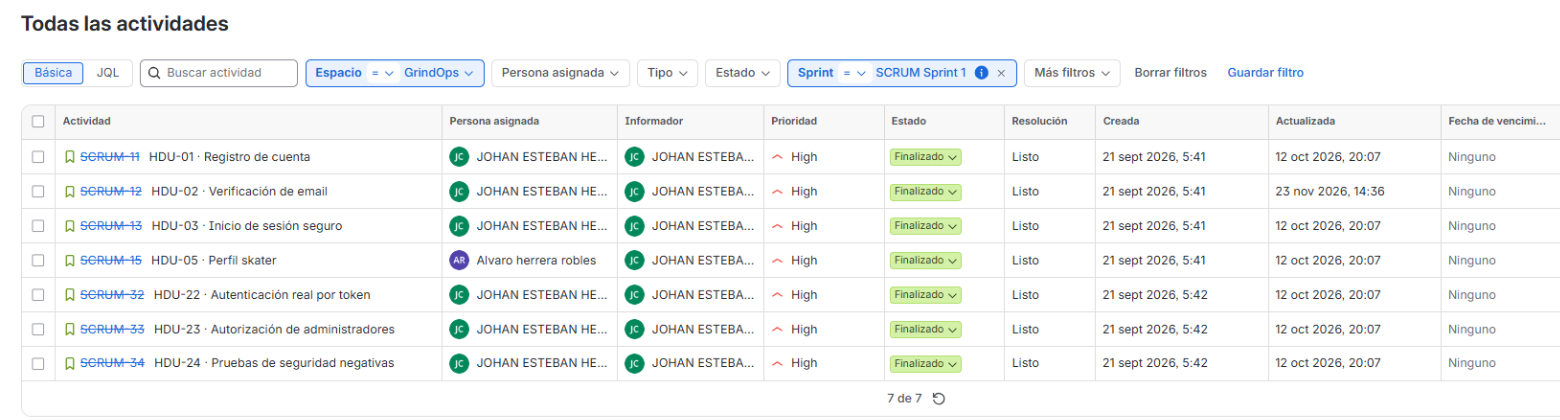 Todas las actividades
Básica JQL Buscar actividad Espacio = GrindOps Persona asignada Tipo Estado Sprint = SCRUM Sprint 1 Más filtros Borrar filtros Guardar filtro
Actividad Persona asignada Informador Prioridad Estado Resolución Creada Actualizada Fecha de vencimi...
SCRUM-11 HDU-01 · Registro de cuenta JC JOHAN ESTEBAN HE... JC JOHAN ESTEBA... High Finalizado Listo 21 sept 2026, 5:41 12 oct 2026, 20:07 Ninguno
SCRUM-12 HDU-02 · Verificación de email JC JOHAN ESTEBAN HE... JC JOHAN ESTEBA... High Finalizado Listo 21 sept 2026, 5:41 23 nov 2026, 14:36 Ninguno
SCRUM-13 HDU-03 · Inicio de sesión seguro JC JOHAN ESTEBAN HE... JC JOHAN ESTEBA... High Finalizado Listo 21 sept 2026, 5:41 12 oct 2026, 20:07 Ninguno
SCRUM-15 HDU-05 · Perfil skater AR Alvaro herrera robles JC JOHAN ESTEBA... High Finalizado Listo 21 sept 2026, 5:41 12 oct 2026, 20:07 Ninguno
SCRUM-32 HDU-22 · Autenticación real por token JC JOHAN ESTEBAN HE... JC JOHAN ESTEBA... High Finalizado Listo 21 sept 2026, 5:42 12 oct 2026, 20:07 Ninguno
SCRUM-33 HDU-23 · Autorización de administradores JC JOHAN ESTEBAN HE... JC JOHAN ESTEBA... High Finalizado Listo 21 sept 2026, 5:42 12 oct 2026, 20:07 Ninguno
SCRUM-34 HDU-24 · Pruebas de seguridad negativas JC JOHAN ESTEBAN HE... JC JOHAN ESTEBA... High Finalizado Listo 21 sept 2026, 5:42 12 oct 2026, 20:07 Ninguno
7 de 7